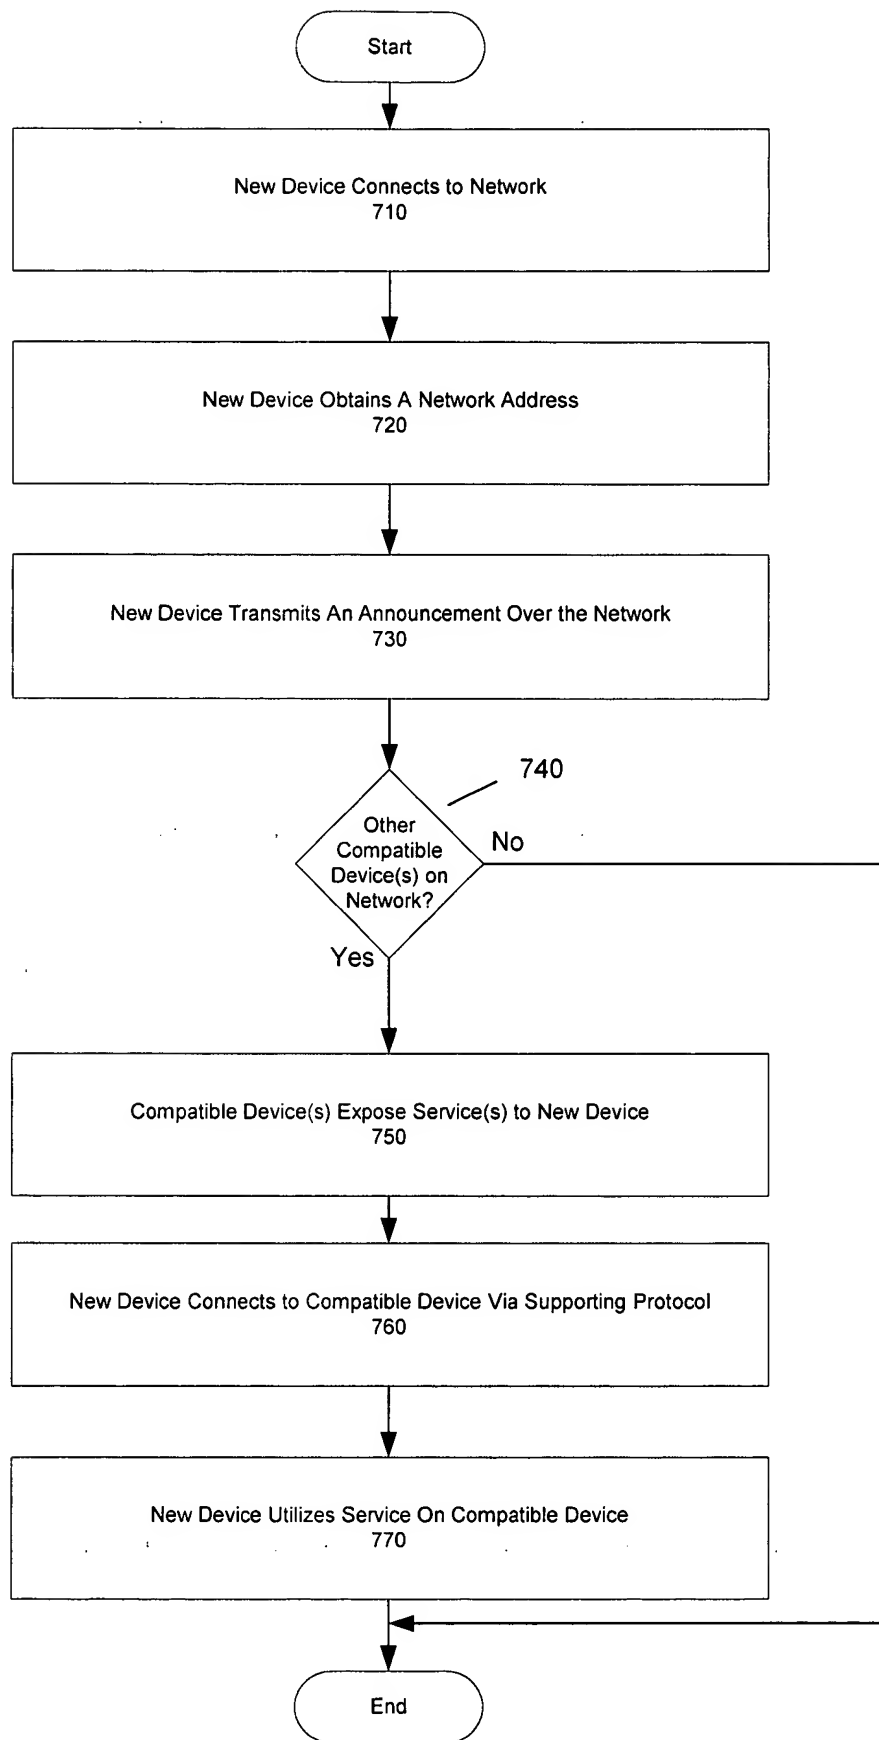 Start
New Device Connects to Network
710
New Device Obtains A Network Address
720
New Device Transmits An Announcement Over the Network
730
740
Other
Compatible
Device(s) on
Network?
No
Yes
Compatible Device(s) Expose Service(s) to New Device
750
New Device Connects to Compatible Device Via Supporting Protocol
760
New Device Utilizes Service On Compatible Device
770
End